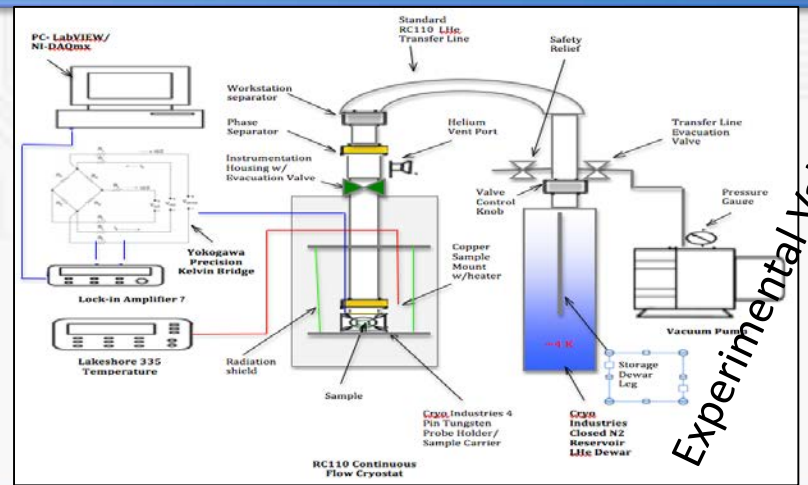 PC- LabVIEW/
NI-DAQmx
Standard
RC110 LHe
Transfer Line
Safety
Relief
Workstation
separator
Phase
Separator
Helium
Vent Port
Transfer Line
Evacuation
Valve
Instrumentation
Housing w/
Evacuation Valve
Valve
Control
Knob
Pressure
Gauge
Yokogawa
Precision
Kelvin Bridge
Copper
Sample
Mount
w/heater
Lock-in Amplifier ?
Vacuum Pump
Lakeshore 335
Temperature
Radiation
shield
Sample
~4 K
Storage
Dewar
Leg
Cryo Industries 4
Pin Tungsten
Probe Holder/
Sample Carrier
Cryo
Industries
Closed N2
Reservoir
LHe Dewar
RC110 Continuous
Flow Cryostat
Experimental